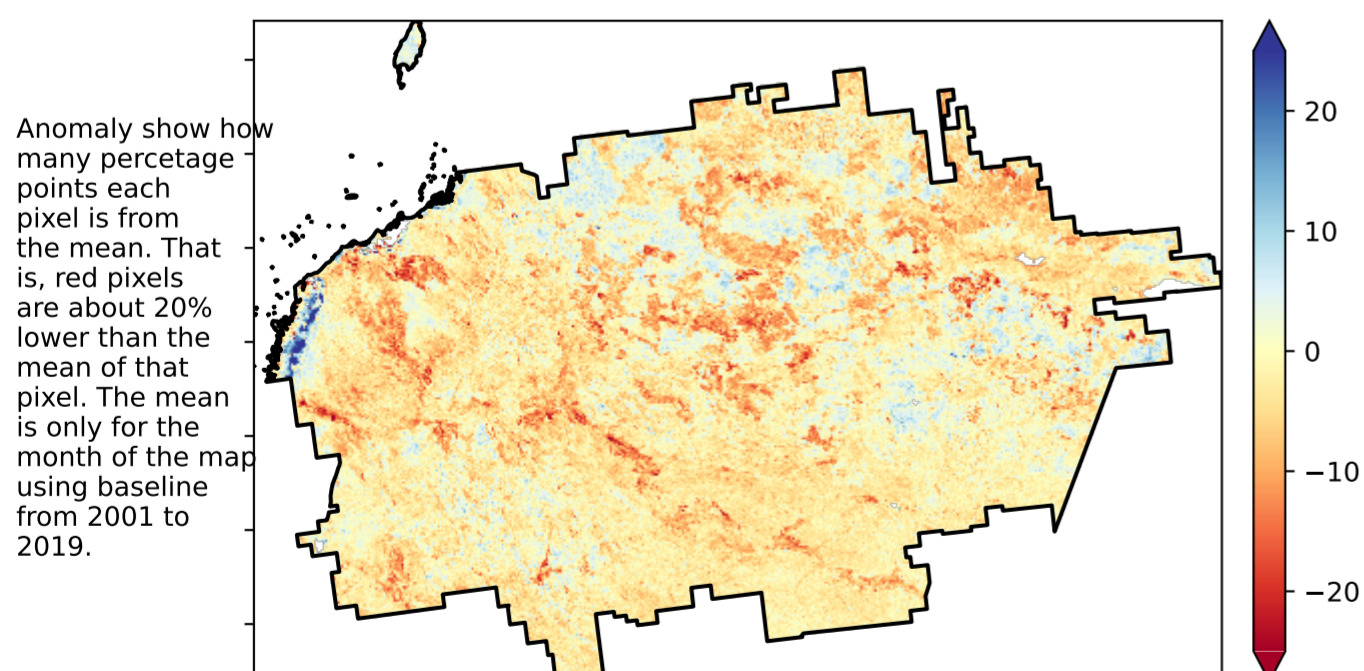 Anomaly show how
many percetage
points each
pixel is from
the mean. That
is, red pixels
are about 20%
lower than the
mean of that
pixel. The mean
is only for the
month of the map
using baseline
from 2001 to
2019.
20
10
0
−10
−20